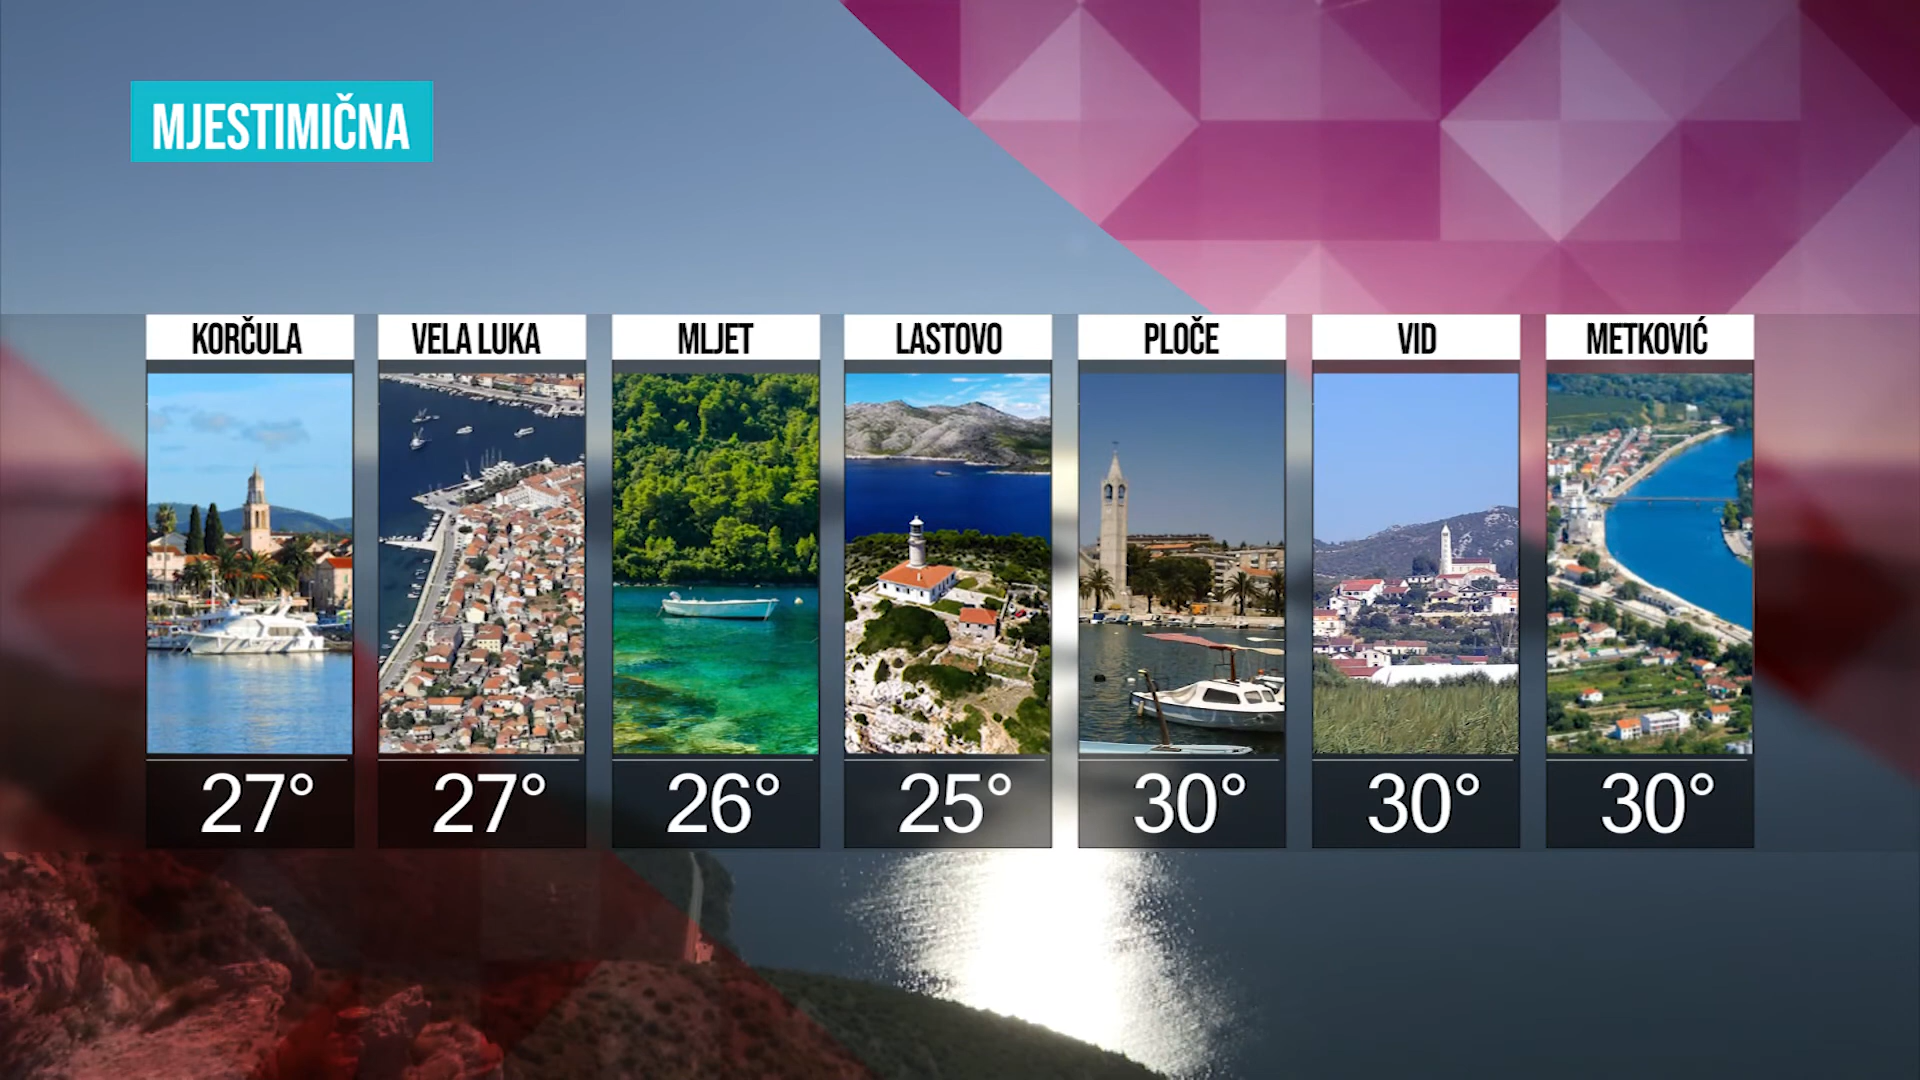 MJESTIMIČNA
KORČULA
VELA LUKA
MLJET
LASTOVO
PLOČE
VID
METKOVIĆ
27°
27°
26°
25°
30°
30°
30°